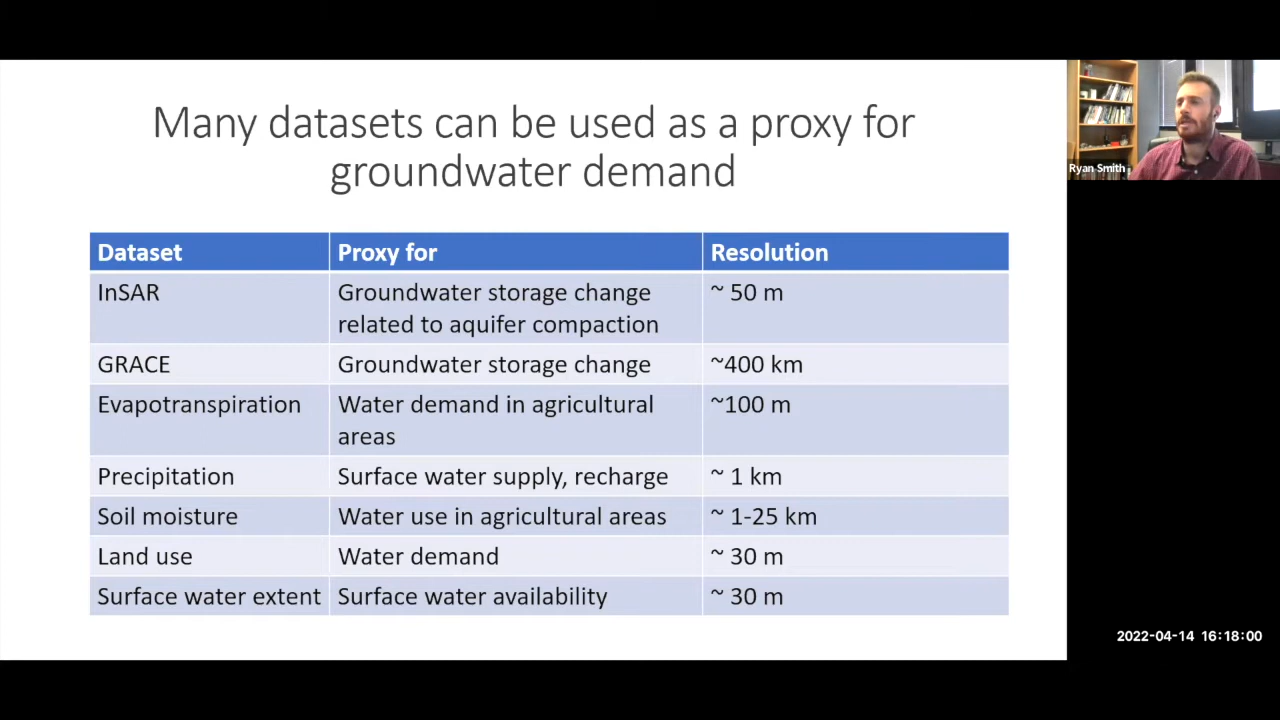 Many datasets can be used as a proxy for
groundwater demand
Ryan Smith
Dataset Proxy for Resolution
InSAR Groundwater storage change ~ 50 m
related to aquifer compaction
GRACE Groundwater storage change ~400 km
Evapotranspiration Water demand in agricultural ~100 m
areas
Precipitation Surface water supply, recharge ~ 1 km
Soil moisture Water use in agricultural areas ~ 1-25 km
Land use Water demand ~ 30 m
Surface water extent Surface water availability ~ 30 m
2022-04-14 16:18:00